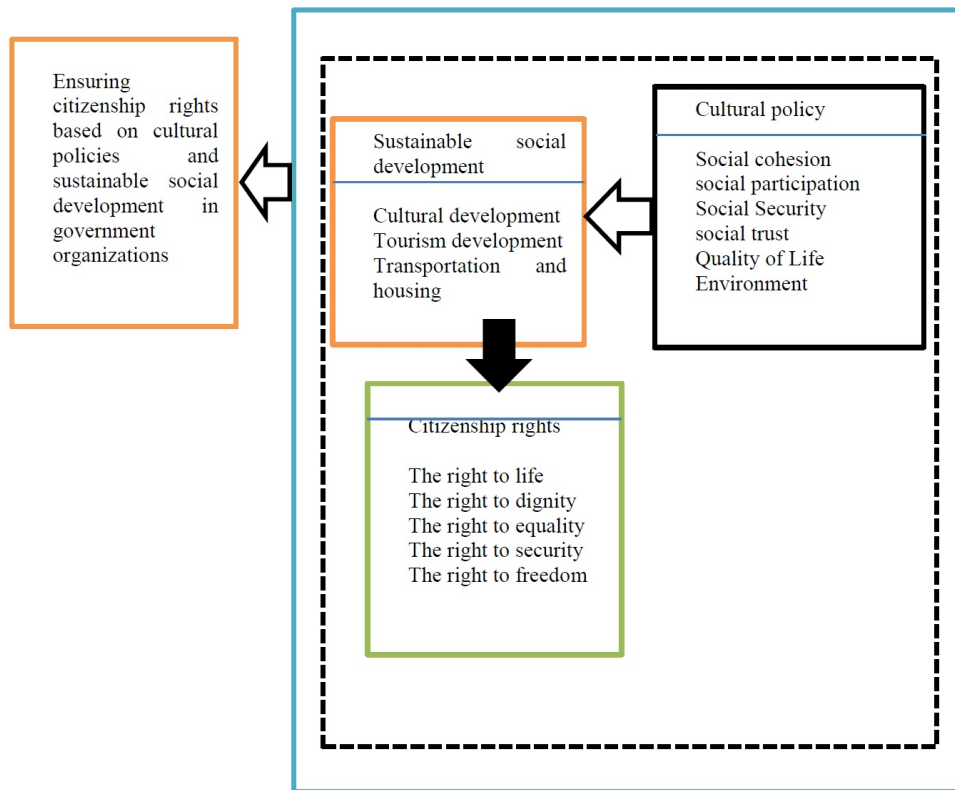 Ensuring
citizenship rights
based on cultural
policies and
sustainable social
development in
government
organizations
Sustainable social
development
Cultural development
Tourism development
Transportation and
housing
Cultural policy
Social cohesion
social participation
Social Security
social trust
Quality of Life
Environment
Citizenship rights
The right to life
The right to dignity
The right to equality
The right to security
The right to freedom